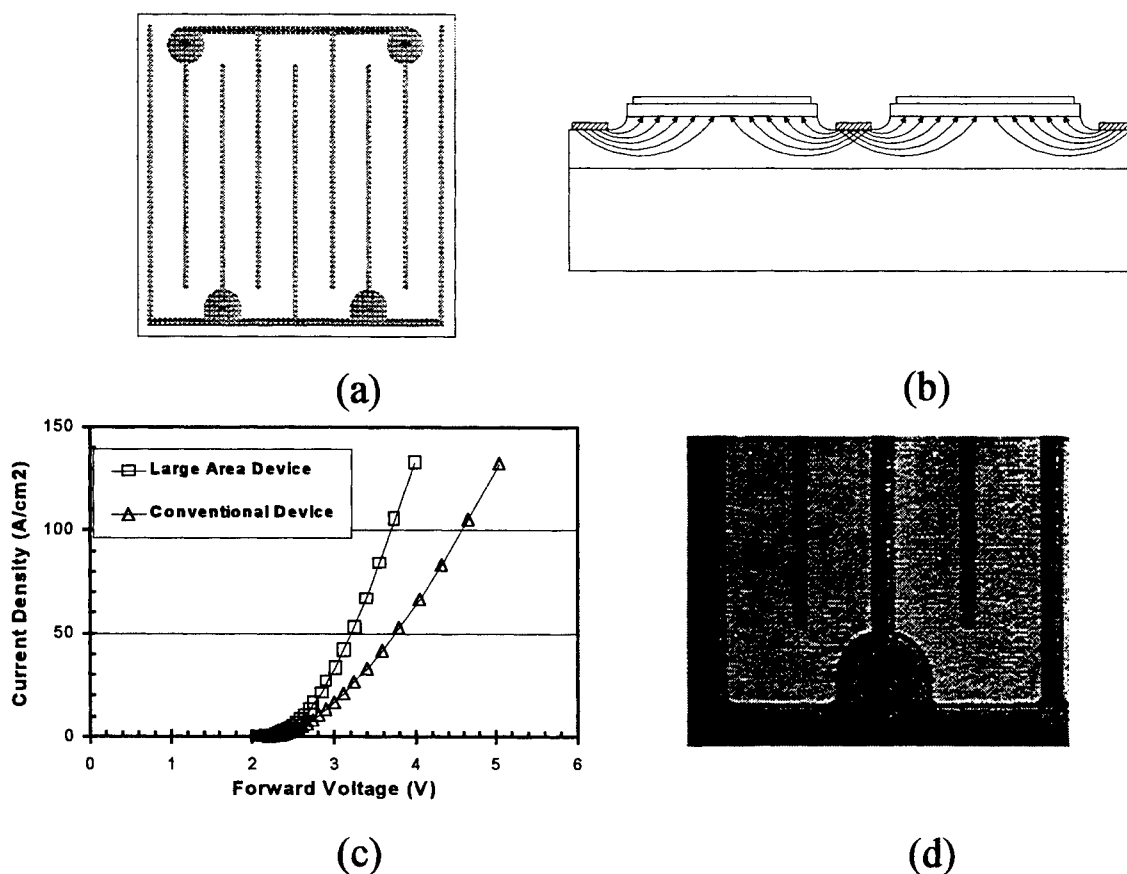 (a)
(b)
150
100
50
0
Current Density (A/cm2)
Large Area Device
Conventional Device
0 1 2 3 4 5 6
Forward Voltage (V)
(c)
(d)